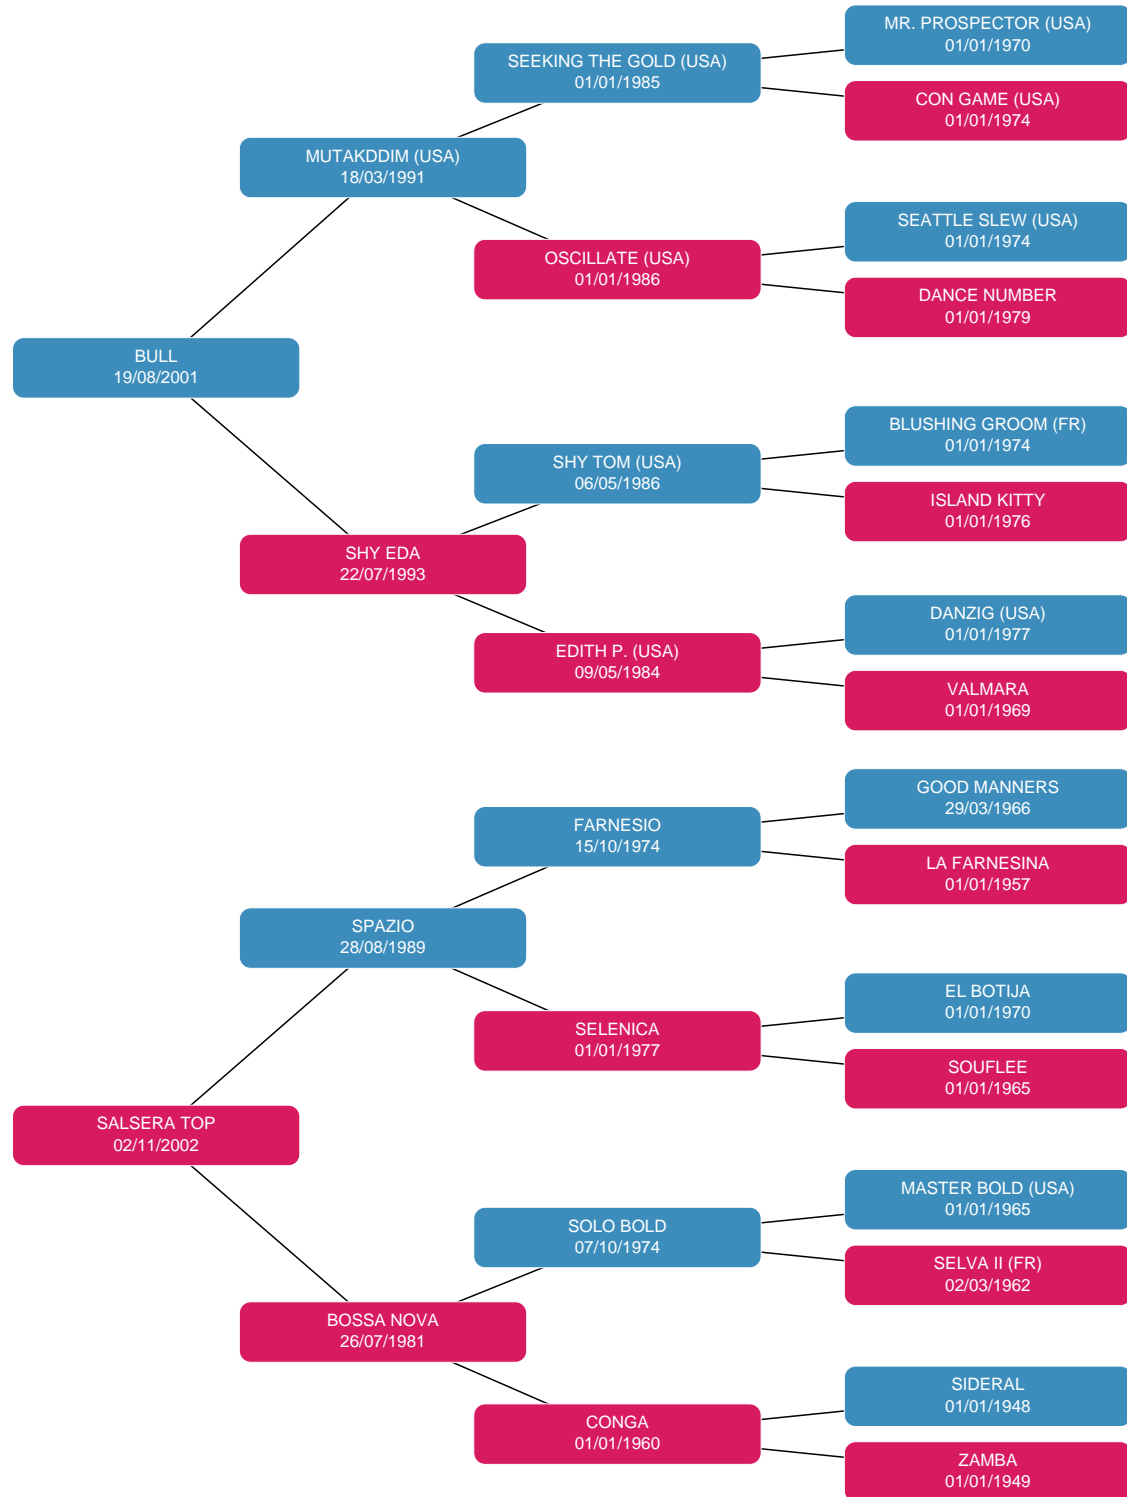 MR. PROSPECTOR (USA)
01/01/1970
SEEKING THE GOLD (USA)
01/01/1985
CON GAME (USA)
01/01/1974
MUTAKDDIM (USA)
18/03/1991
SEATTLE SLEW (USA)
01/01/1974
OSCILLATE (USA)
01/01/1986
DANCE NUMBER
01/01/1979
BULL
19/08/2001
BLUSHING GROOM (FR)
01/01/1974
SHY TOM (USA)
06/05/1986
ISLAND KITTY
01/01/1976
SHY EDA
22/07/1993
DANZIG (USA)
01/01/1977
EDITH P. (USA)
09/05/1984
VALMARA
01/01/1969
GOOD MANNERS
29/03/1966
FARNESIO
15/10/1974
LA FARNESINA
01/01/1957
SPAZIO
28/08/1989
EL BOTIJA
01/01/1970
SELENICA
01/01/1977
SOUFLEE
01/01/1965
SALSERA TOP
02/11/2002
MASTER BOLD (USA)
01/01/1965
SOLO BOLD
07/10/1974
SELVA II (FR)
02/03/1962
BOSSA NOVA
26/07/1981
SIDERAL
01/01/1948
CONGA
01/01/1960
ZAMBA
01/01/1949